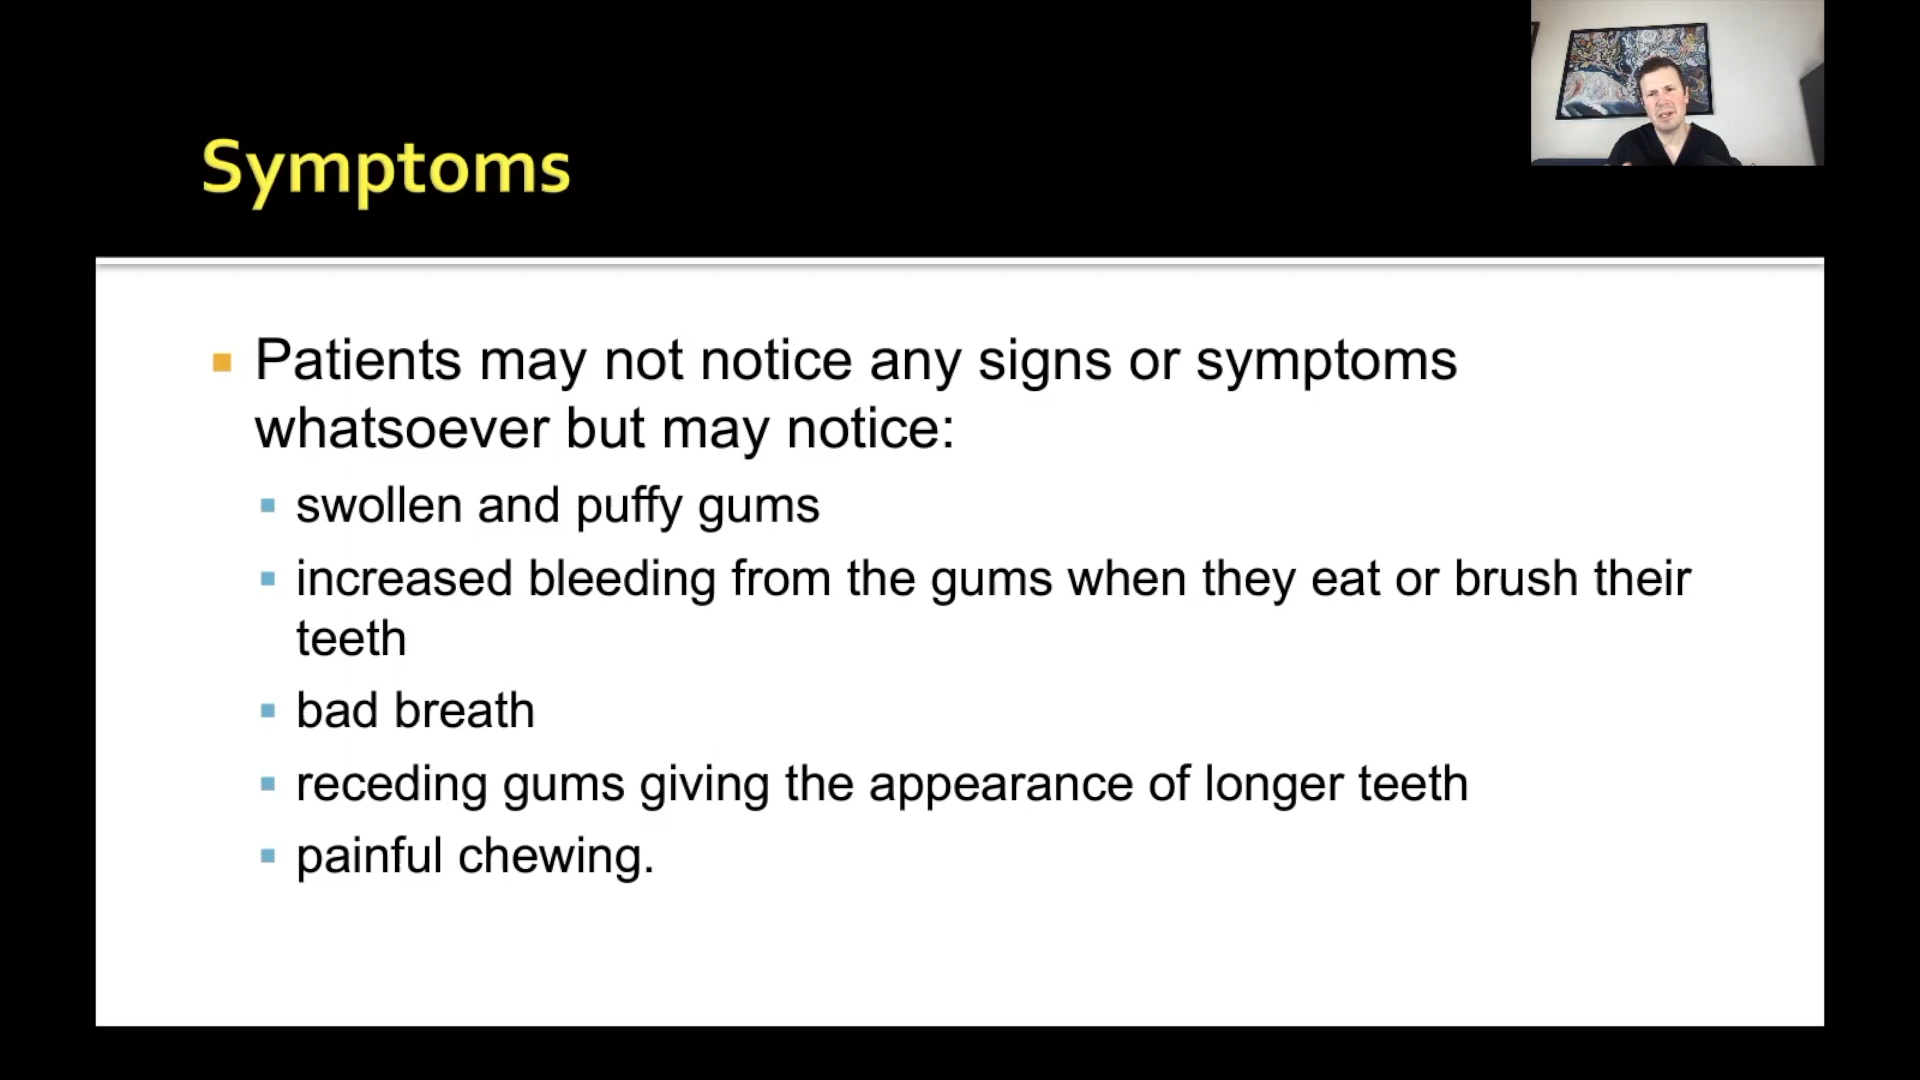 Symptoms
Patients may not notice any signs or symptoms
whatsoever but may notice:
swollen and puffy gums
increased bleeding from the gums when they eat or brush their
teeth
bad breath
receding gums giving the appearance of longer teeth
painful chewing.